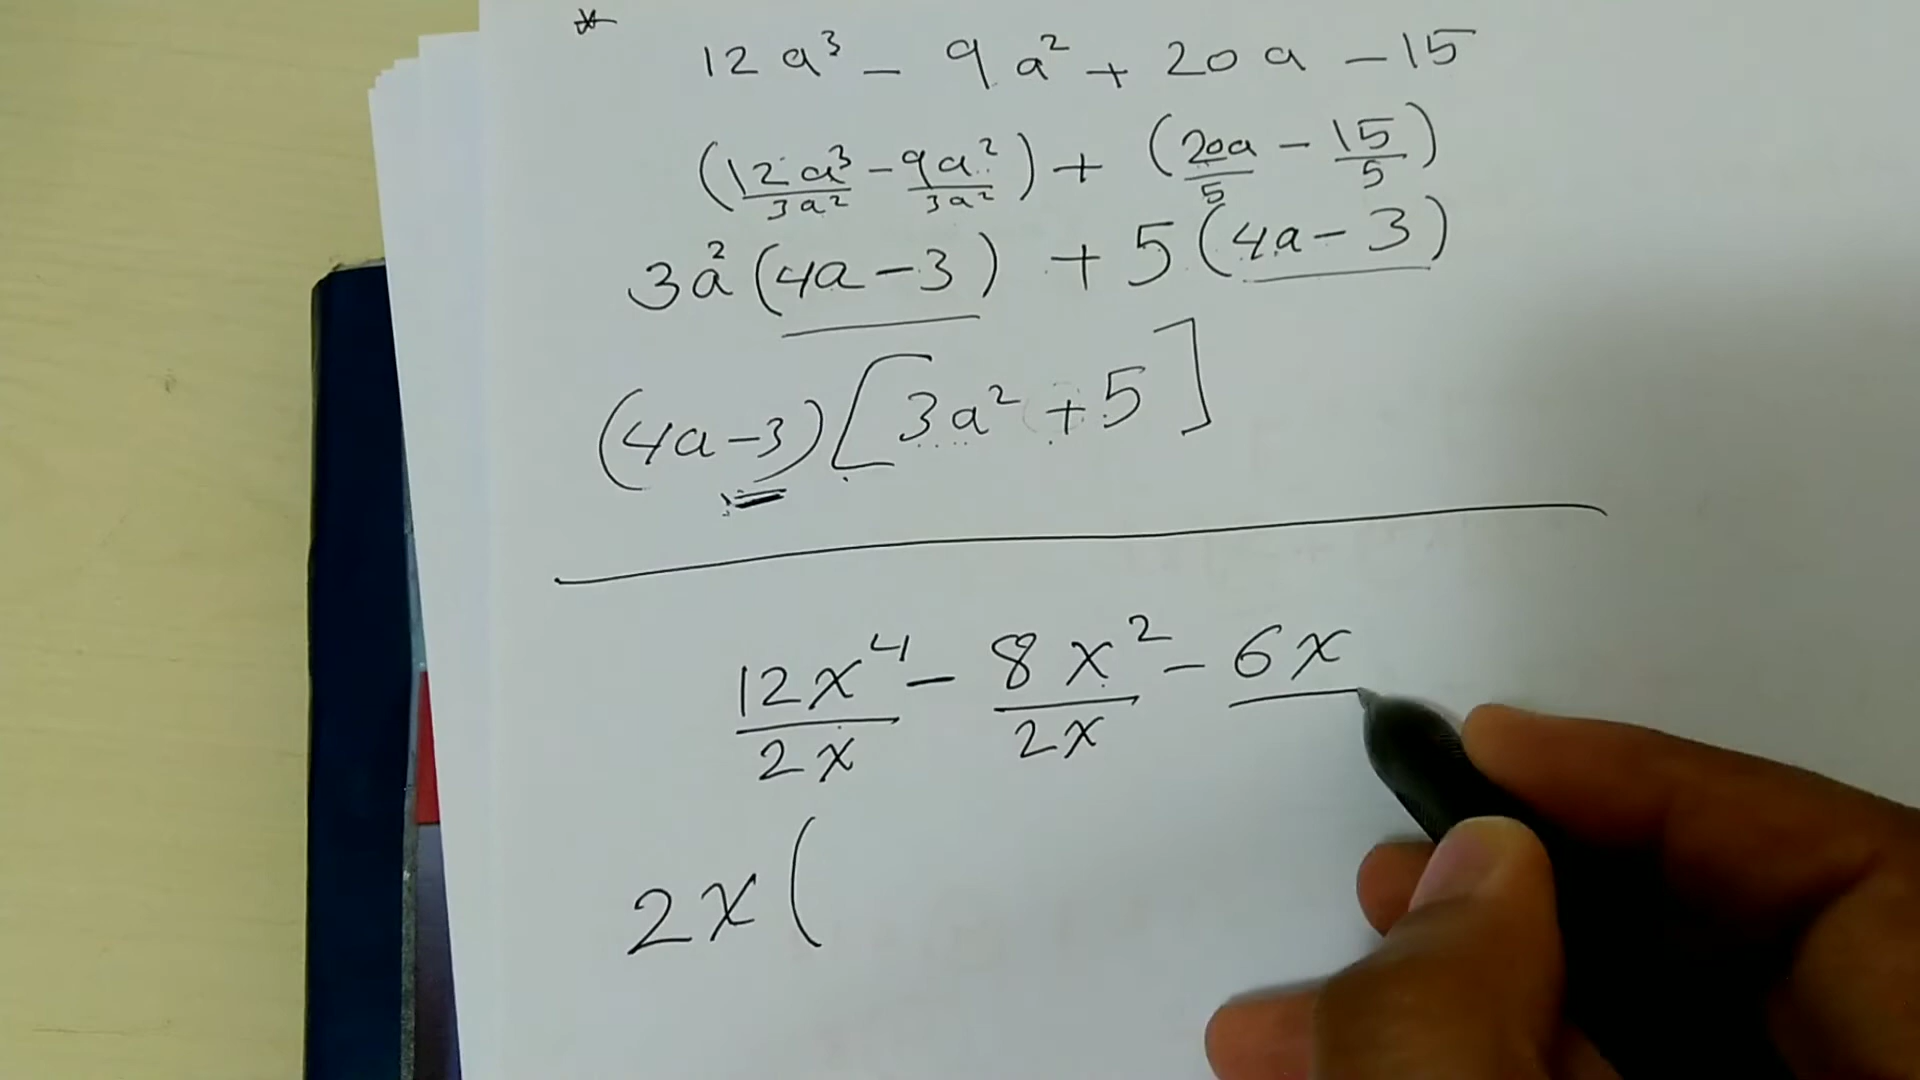 *
12a³ - 9a² + 20a - 15
(12a³/3a² - 9a²/3a²) + (20a/5 - 15/5)
3a²(4a - 3) + 5(4a - 3)
(4a - 3)[3a² + 5]
12x⁴/2x - 8x²/2x - 6x
2x(